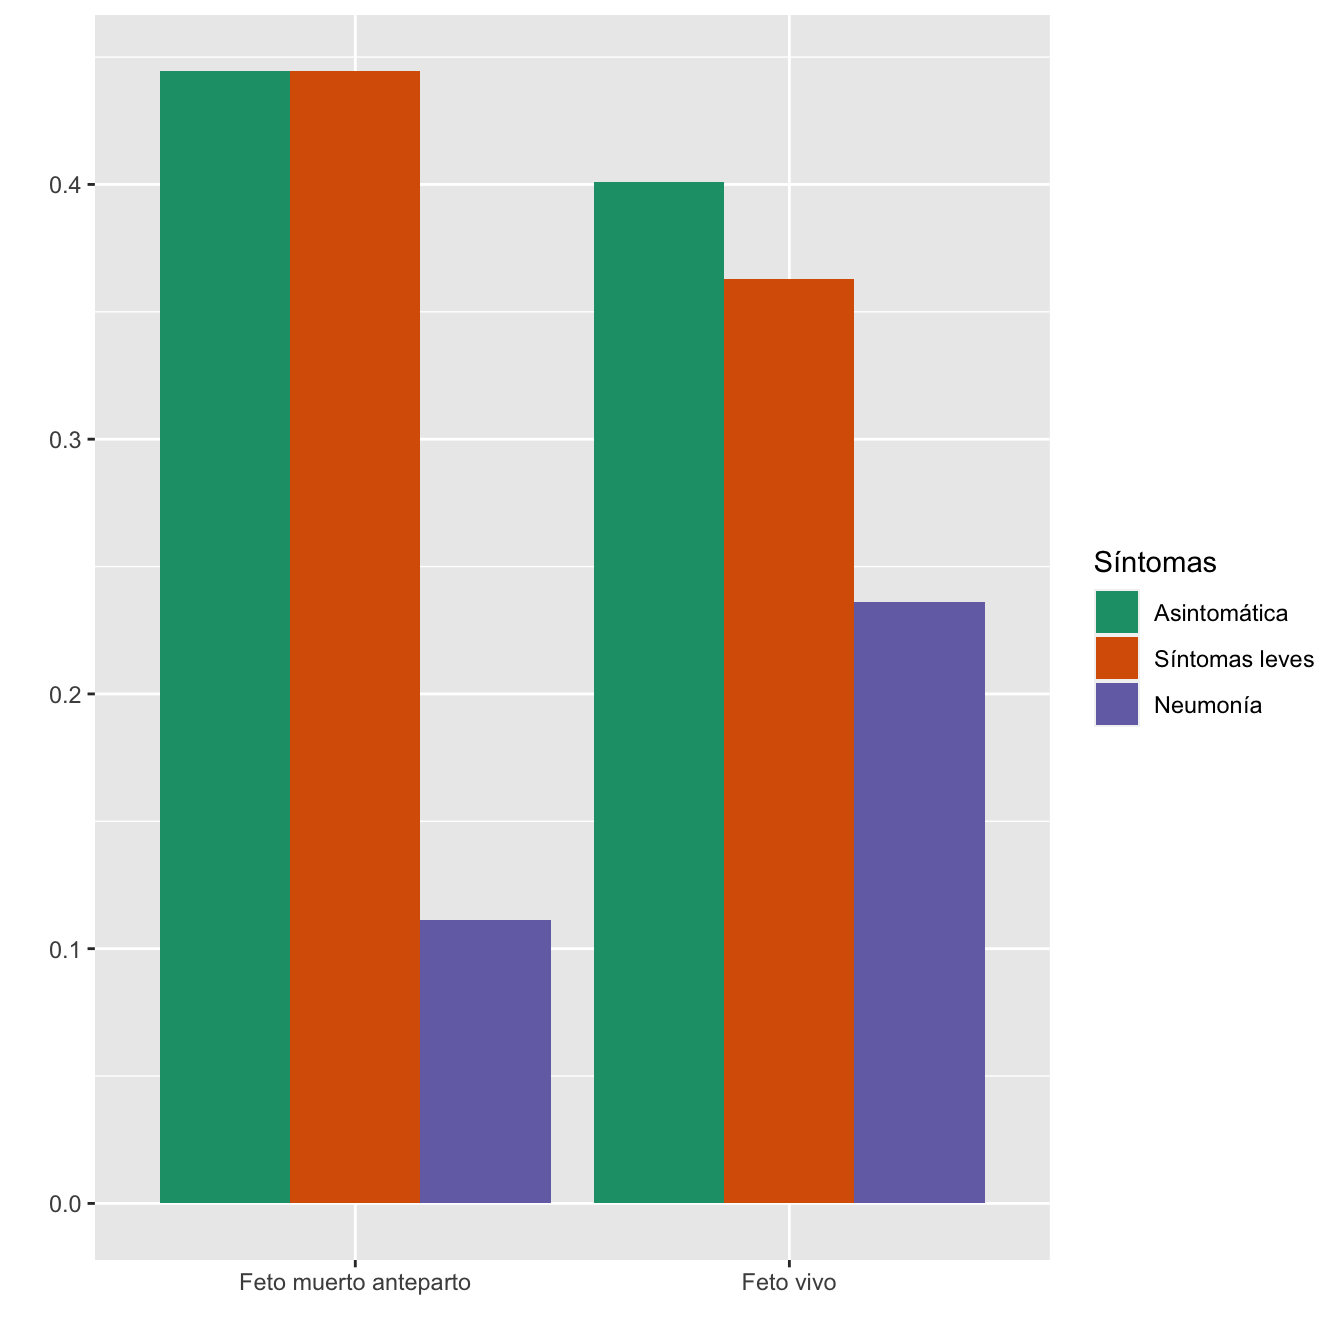 0.4
0.3
0.2
0.1
0.0
Feto muerto anteparto
Feto vivo
Síntomas
Asintomática
Síntomas leves
Neumonía